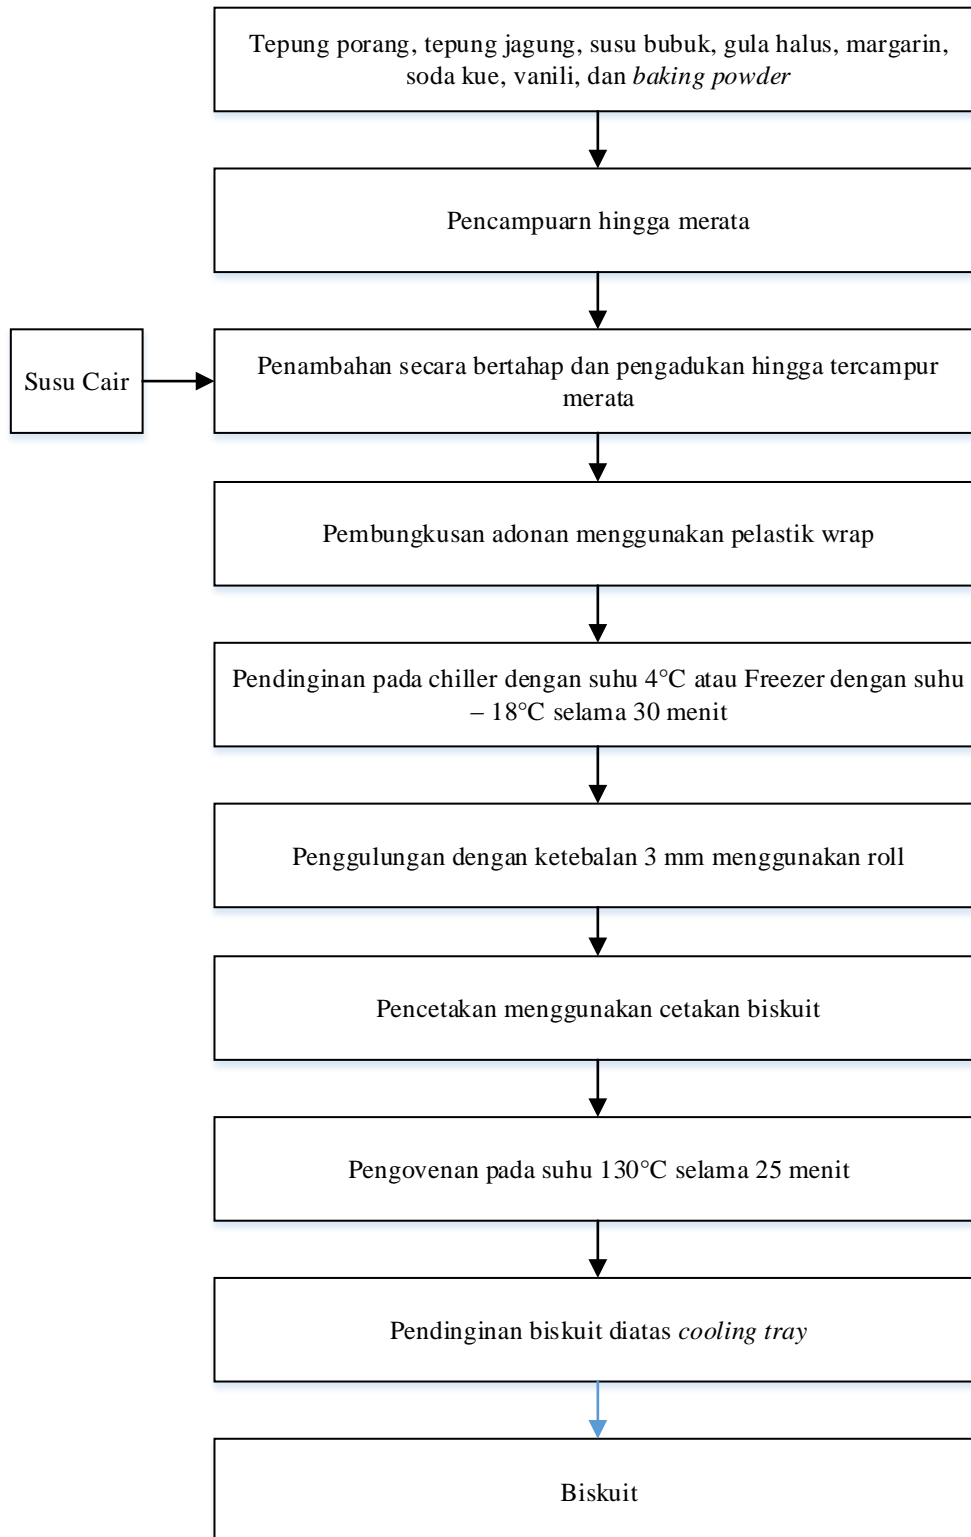 Tepung porang, tepung jagung, susu bubuk, gula halus, margarin,
soda kue, vanili, dan baking powder
Pencampuarn hingga merata
Susu Cair
Penambahan secara bertahap dan pengadukan hingga tercampur
merata
Pembungkusan adonan menggunakan pelastik wrap
Pendinginan pada chiller dengan suhu 4°C atau Freezer dengan suhu
– 18°C selama 30 menit
Penggulungan dengan ketebalan 3 mm menggunakan roll
Pencetakan menggunakan cetakan biskuit
Pengovenan pada suhu 130°C selama 25 menit
Pendinginan biskuit diatas cooling tray
Biskuit